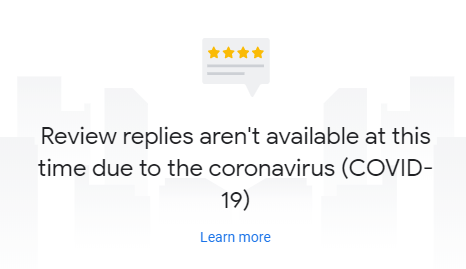 Review replies aren't available at this
time due to the coronavirus (COVID-
19)
Learn more